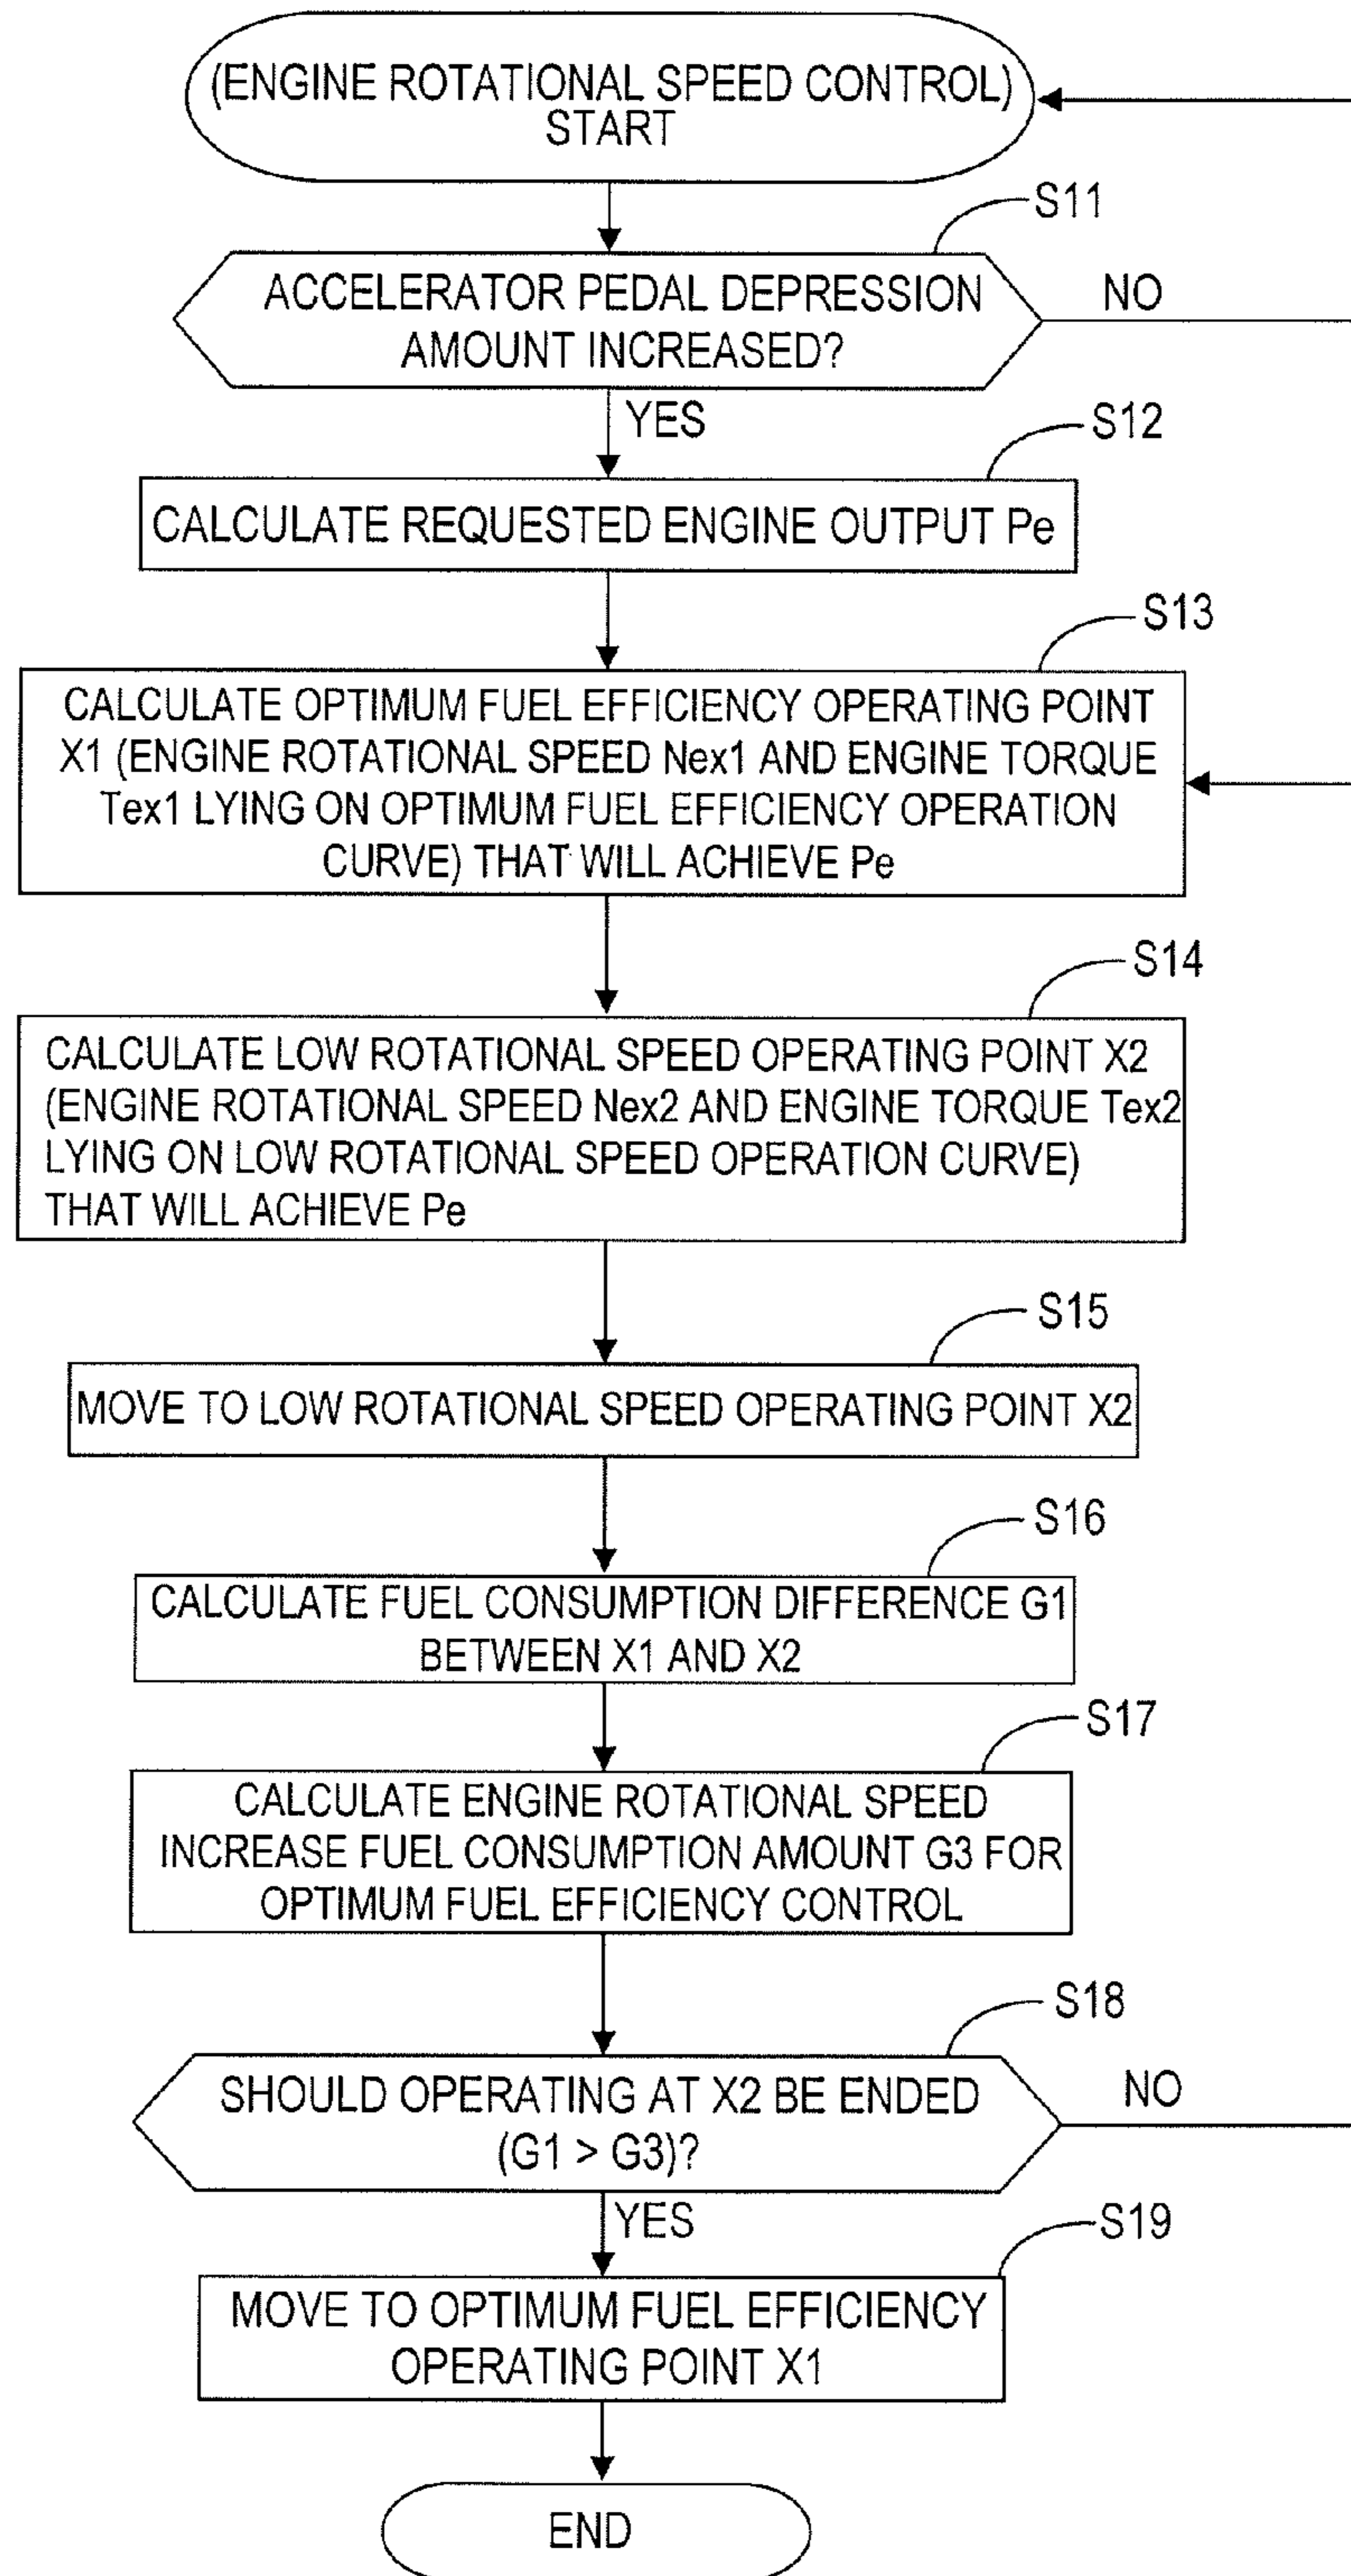 (ENGINE ROTATIONAL SPEED CONTROL)
START
S11
ACCELERATOR PEDAL DEPRESSION
AMOUNT INCREASED?
NO
YES
S12
CALCULATE REQUESTED ENGINE OUTPUT Pe
S13
CALCULATE OPTIMUM FUEL EFFICIENCY OPERATING POINT
X1 (ENGINE ROTATIONAL SPEED Nex1 AND ENGINE TORQUE
Tex1 LYING ON OPTIMUM FUEL EFFICIENCY OPERATION
CURVE) THAT WILL ACHIEVE Pe
S14
CALCULATE LOW ROTATIONAL SPEED OPERATING POINT X2
(ENGINE ROTATIONAL SPEED Nex2 AND ENGINE TORQUE Tex2
LYING ON LOW ROTATIONAL SPEED OPERATION CURVE)
THAT WILL ACHIEVE Pe
S15
MOVE TO LOW ROTATIONAL SPEED OPERATING POINT X2
S16
CALCULATE FUEL CONSUMPTION DIFFERENCE G1
BETWEEN X1 AND X2
S17
CALCULATE ENGINE ROTATIONAL SPEED
INCREASE FUEL CONSUMPTION AMOUNT G3 FOR
OPTIMUM FUEL EFFICIENCY CONTROL
S18
SHOULD OPERATING AT X2 BE ENDED
(G1 > G3)?
NO
YES
S19
MOVE TO OPTIMUM FUEL EFFICIENCY
OPERATING POINT X1
END